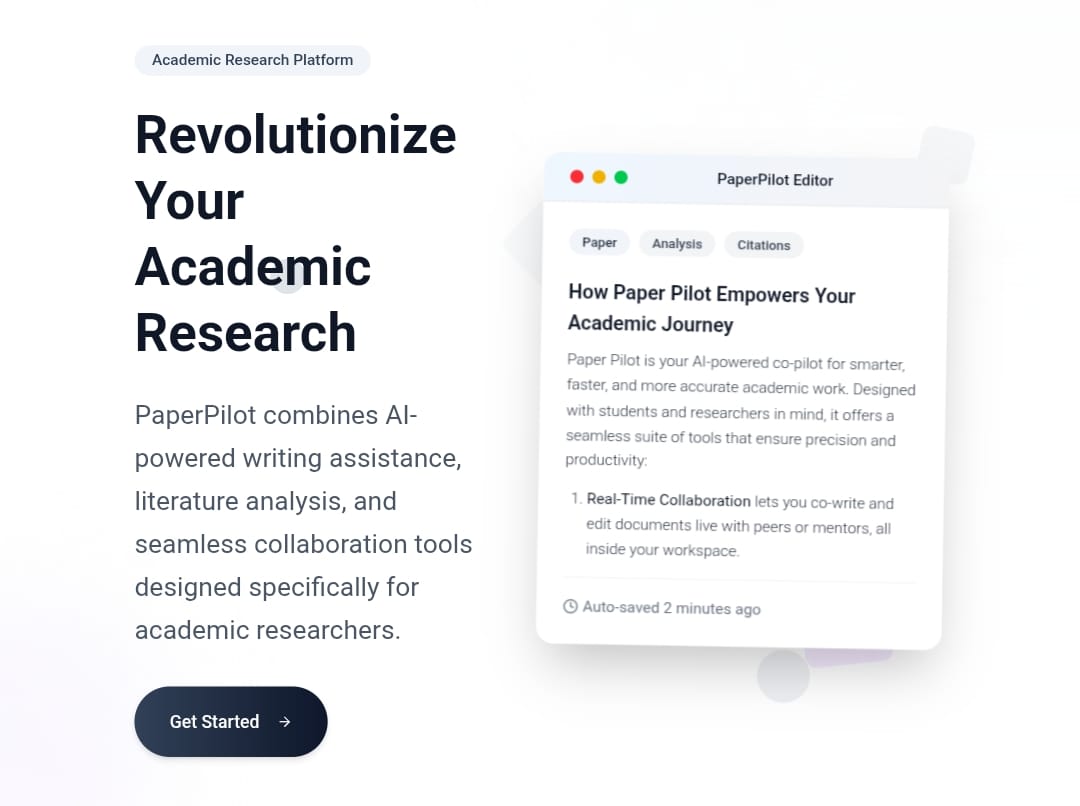 Academic Research Platform
Revolutionize
Your
Academic
Research
PaperPilot combines AI-
powered writing assistance,
literature analysis, and
seamless collaboration tools
designed specifically for
academic researchers.
Get Started →
PaperPilot Editor
Paper Analysis Citations
How Paper Pilot Empowers Your
Academic Journey
Paper Pilot is your AI-powered co-pilot for smarter,
faster, and more accurate academic work. Designed
with students and researchers in mind, it offers a
seamless suite of tools that ensure precision and
productivity:
1. Real-Time Collaboration lets you co-write and
edit documents live with peers or mentors, all
inside your workspace.
Auto-saved 2 minutes ago